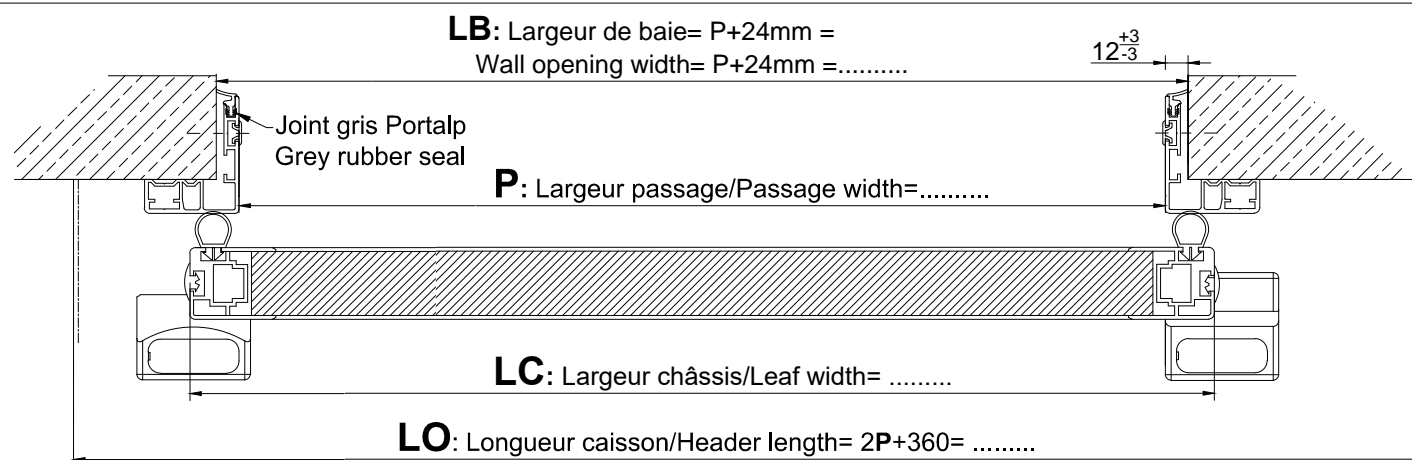 LB: Largeur de baie= P+24mm =
Wall opening width= P+24mm =..........
12 +3 -3
Joint gris Portalp
Grey rubber seal
P: Largeur passage/Passage width=..........
LC: Largeur châssis/Leaf width= .........
LO: Longueur caisson/Header length= 2P+360= .........